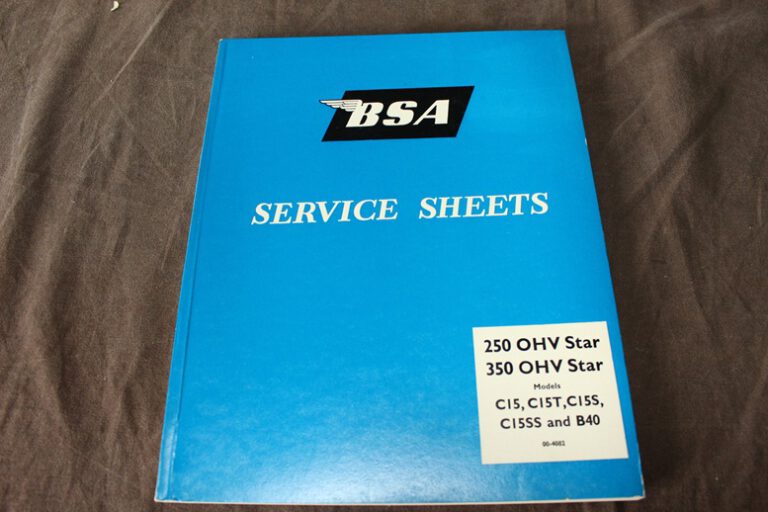 BSA
SERVICE SHEETS
250 OHV Star
350 OHV Star
Models
C15, C15T, C15S,
C15SS and B40
00-4082